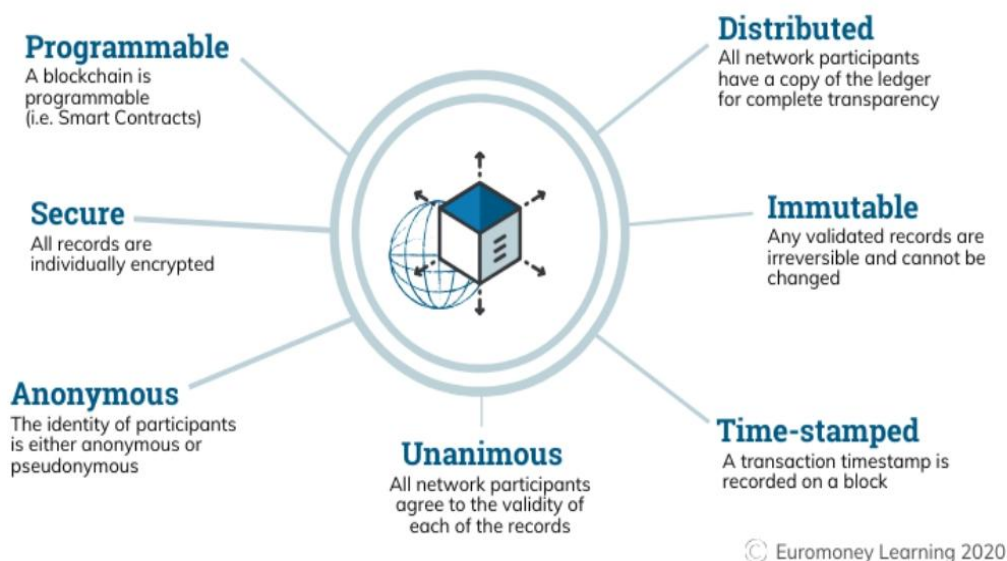 Programmable
A blockchain is
programmable
(i.e. Smart Contracts)
Distributed
All network participants
have a copy of the ledger
for complete transparency
Secure
All records are
individually encrypted
Immutable
Any validated records are
irreversible and cannot be
changed
Anonymous
The identity of participants
is either anonymous or
pseudonymous
Unanimous
All network participants
agree to the validity of
each of the records
Time-stamped
A transaction timestamp is
recorded on a block
© Euromoney Learning 2020